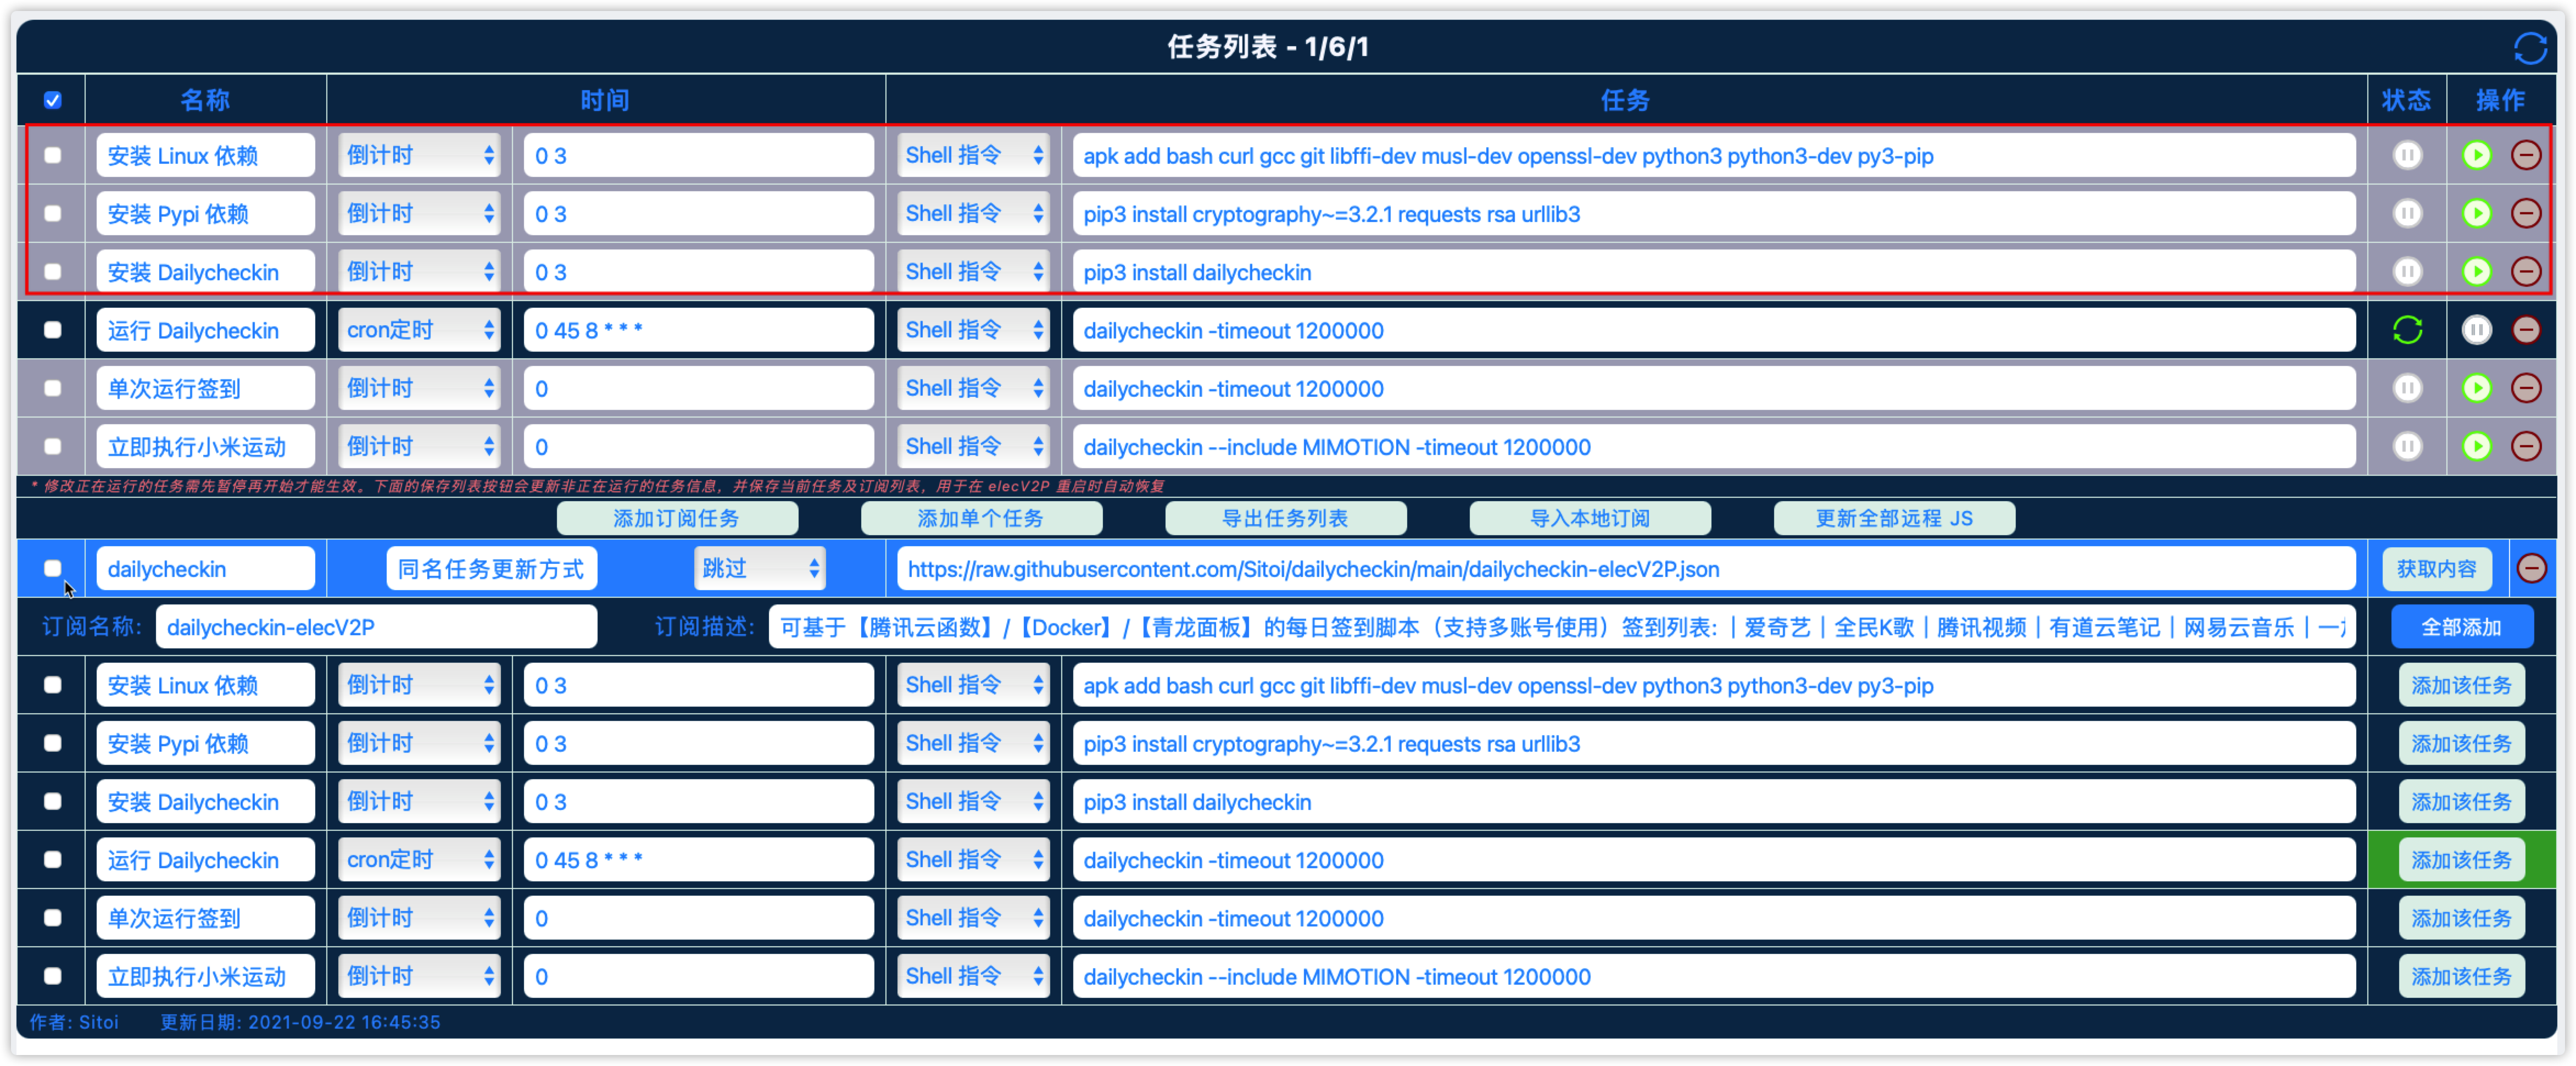 任务列表 - 1/6/1
名称 时间 任务 状态 操作
安装 Linux 依赖 倒计时 0 3 Shell 指令 apk add bash curl gcc git libffi-dev musl-dev openssl-dev python3 python3-dev py3-pip
安装 Pypi 依赖 倒计时 0 3 Shell 指令 pip3 install cryptography~=3.2.1 requests rsa urllib3
安装 Dailycheckin 倒计时 0 3 Shell 指令 pip3 install dailycheckin
运行 Dailycheckin cron定时 0 45 8 * * * Shell 指令 dailycheckin -timeout 1200000
单次运行签到 倒计时 0 Shell 指令 dailycheckin -timeout 1200000
立即执行小米运动 倒计时 0 Shell 指令 dailycheckin --include MIMOTION -timeout 1200000
* 修改正在运行的任务需先暂停再开始才能生效。下面的保存列表按钮会更新非正在运行的任务信息，并保存当前任务及订阅列表，用于在 elecV2P 重启时自动恢复
添加订阅任务 添加单个任务 导出任务列表 导入本地订阅 更新全部远程 JS
dailycheckin 同名任务更新方式 跳过 https://raw.githubusercontent.com/Sitoi/dailycheckin/main/dailycheckin-elecV2P.json 获取内容
订阅名称: dailycheckin-elecV2P 订阅描述: 可基于【腾讯云函数】/【Docker】/【青龙面板】的每日签到脚本（支持多账号使用）签到列表: ｜爱奇艺｜全民K歌｜腾讯视频｜有道云笔记｜网易云音乐｜一 全部添加
安装 Linux 依赖 倒计时 0 3 Shell 指令 apk add bash curl gcc git libffi-dev musl-dev openssl-dev python3 python3-dev py3-pip 添加该任务
安装 Pypi 依赖 倒计时 0 3 Shell 指令 pip3 install cryptography~=3.2.1 requests rsa urllib3 添加该任务
安装 Dailycheckin 倒计时 0 3 Shell 指令 pip3 install dailycheckin 添加该任务
运行 Dailycheckin cron定时 0 45 8 * * * Shell 指令 dailycheckin -timeout 1200000 添加该任务
单次运行签到 倒计时 0 Shell 指令 dailycheckin -timeout 1200000 添加该任务
立即执行小米运动 倒计时 0 Shell 指令 dailycheckin --include MIMOTION -timeout 1200000 添加该任务
作者: Sitoi 更新日期: 2021-09-22 16:45:35